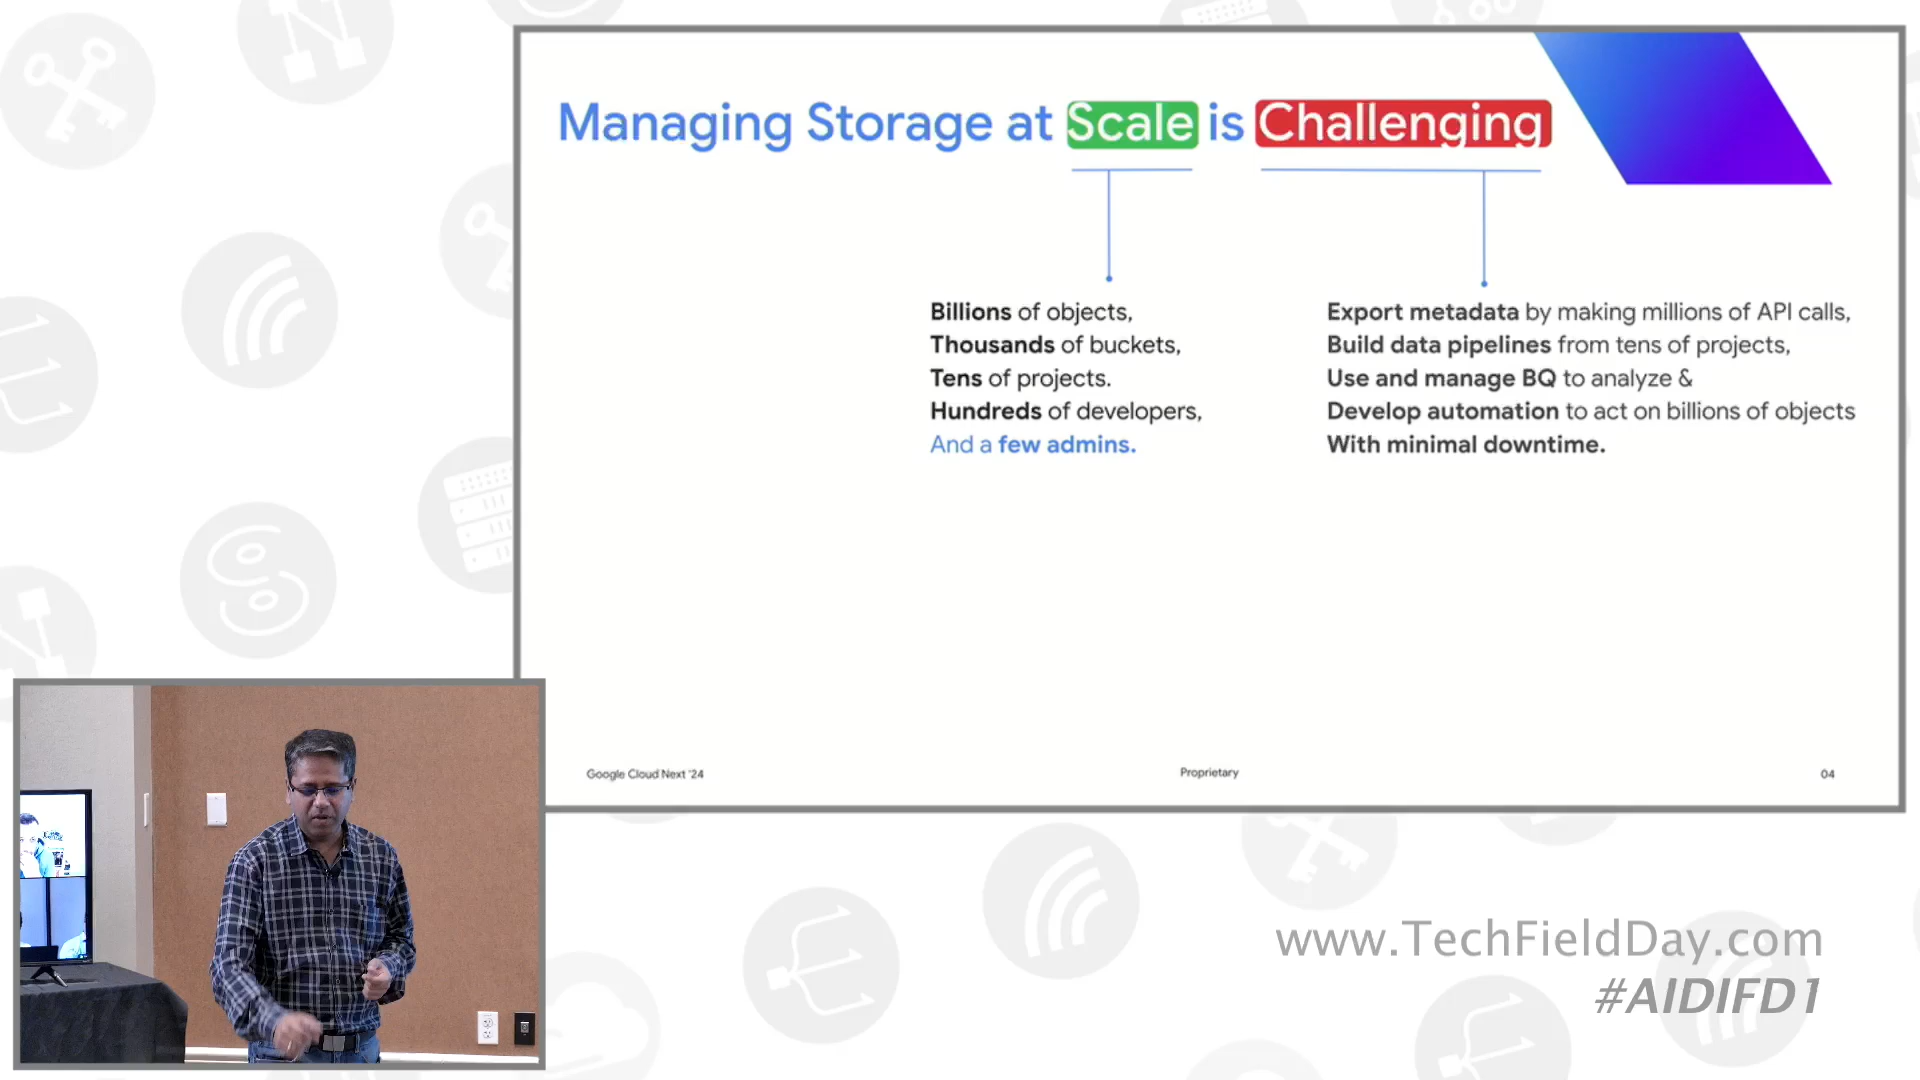 Managing Storage at Scale is Challenging
Billions of objects,
Thousands of buckets,
Tens of projects.
Hundreds of developers,
And a few admins.
Export metadata by making millions of API calls,
Build data pipelines from tens of projects,
Use and manage BQ to analyze &
Develop automation to act on billions of objects
With minimal downtime.
Google Cloud Next '24
Proprietary
04
www.TechFieldDay.com
#AIDIFD1